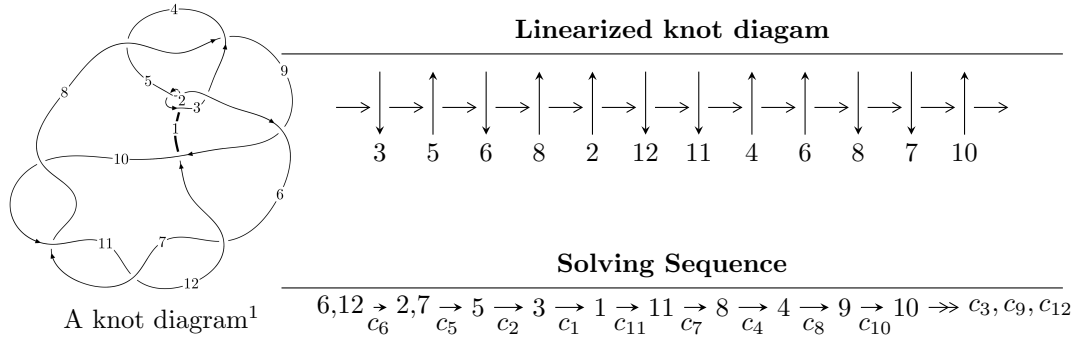 4
Linearized knot diagam
9
5
8
2
3
1
3 5 6 8 2 12 11 4 6 8 7 10
10
6
11 7
Solving Sequence
12
A knot diagram¹
6,12 → 2,7 → 5 → 3 → 1 → 11 → 8 → 4 → 9 → 10 ↠ c₃, c₉, c₁₂
c₆ c₅ c₂ c₁ c₁₁ c₇ c₄ c₈ c₁₀